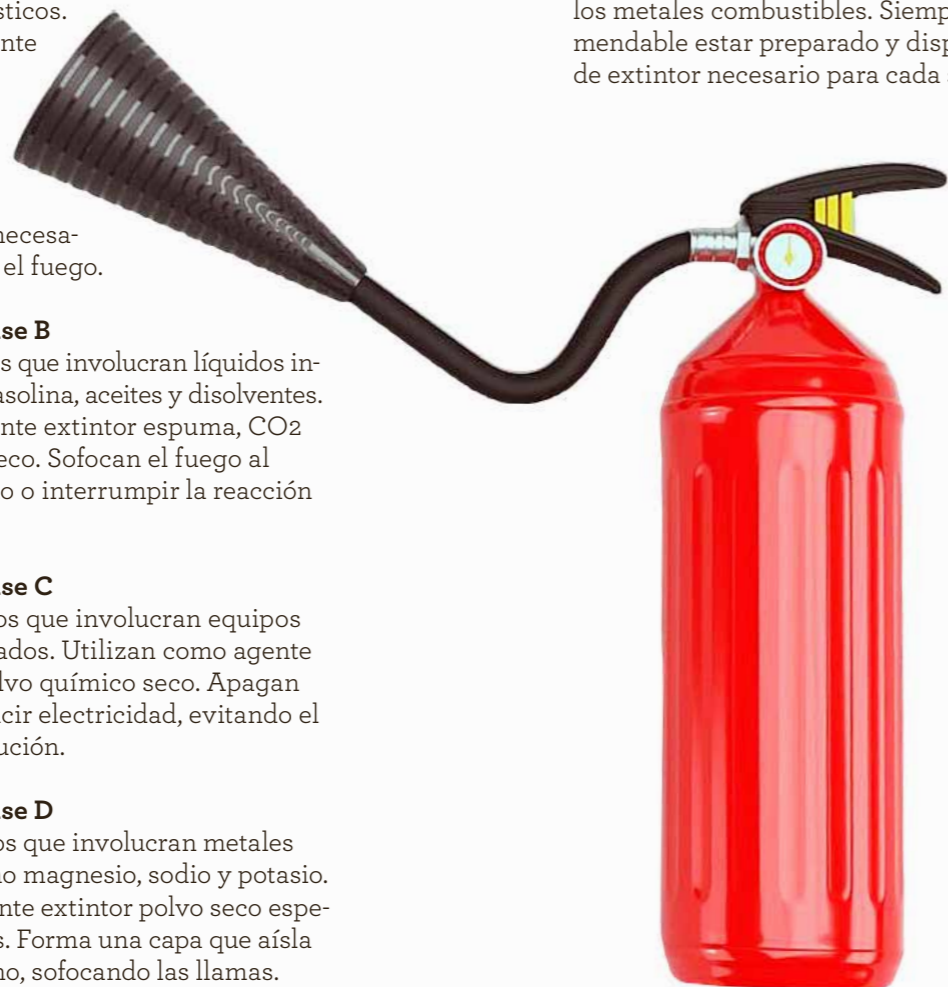 sticos.
nte
necesa-
el fuego.
se B
s que involucran líquidos in-
asolina, aceites y disolventes.
nte extintor espuma, CO2
eco. Sofocan el fuego al
o o interrumpir la reacción
se C
os que involucran equipos
ados. Utilizan como agente
lvo químico seco. Apagan
cir electricidad, evitando el
ución.
se D
os que involucran metales
mo magnesio, sodio y potasio.
nte extintor polvo seco espe-
s. Forma una capa que aísla
no, sofocando las llamas.
los metales combustibles. Siemp
mendable estar preparado y disp
de extintor necesario para cada